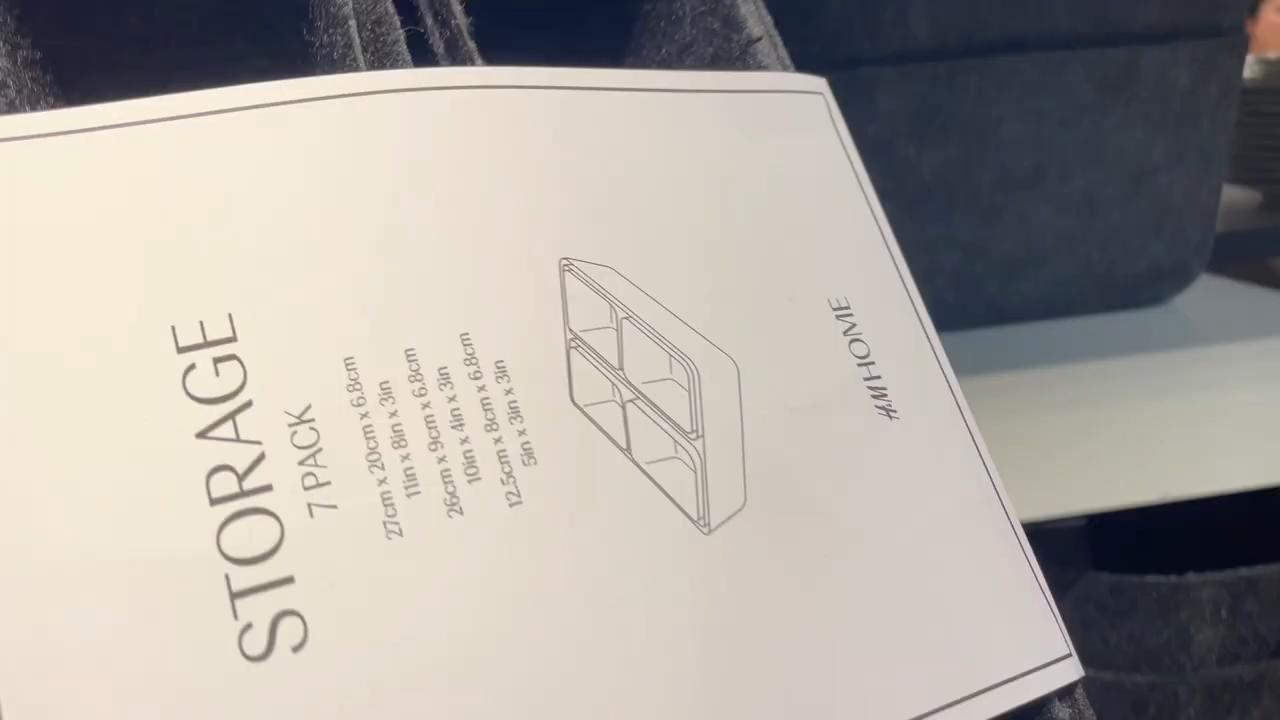 STORAGE
7 PACK
27cm x 20cm x 6.8cm
11in x 8in x 3in
26cm x 9cm x 6.8cm
10in x 4in x 3in
12.5cm x 8cm x 6.8cm
5in x 3in x 3in
H&M HOME